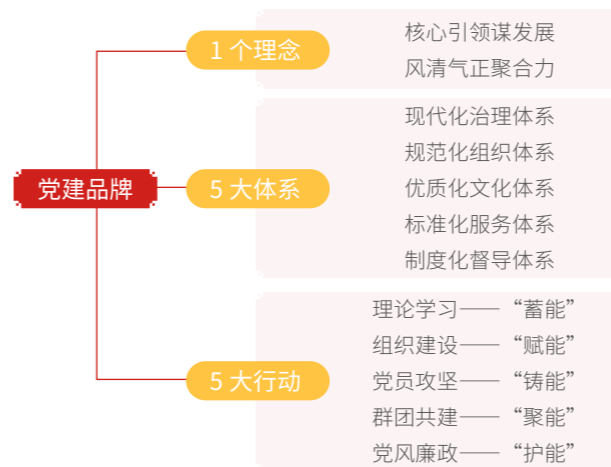 党建品牌
1 个理念
核心引领谋发展
风清气正聚合力
5 大体系
现代化治理体系
规范化组织体系
优质化文化体系
标准化服务体系
制度化督导体系
5 大行动
理论学习——“蓄能”
组织建设——“赋能”
党员攻坚——“铸能”
群团共建——“聚能”
党风廉政——“护能”